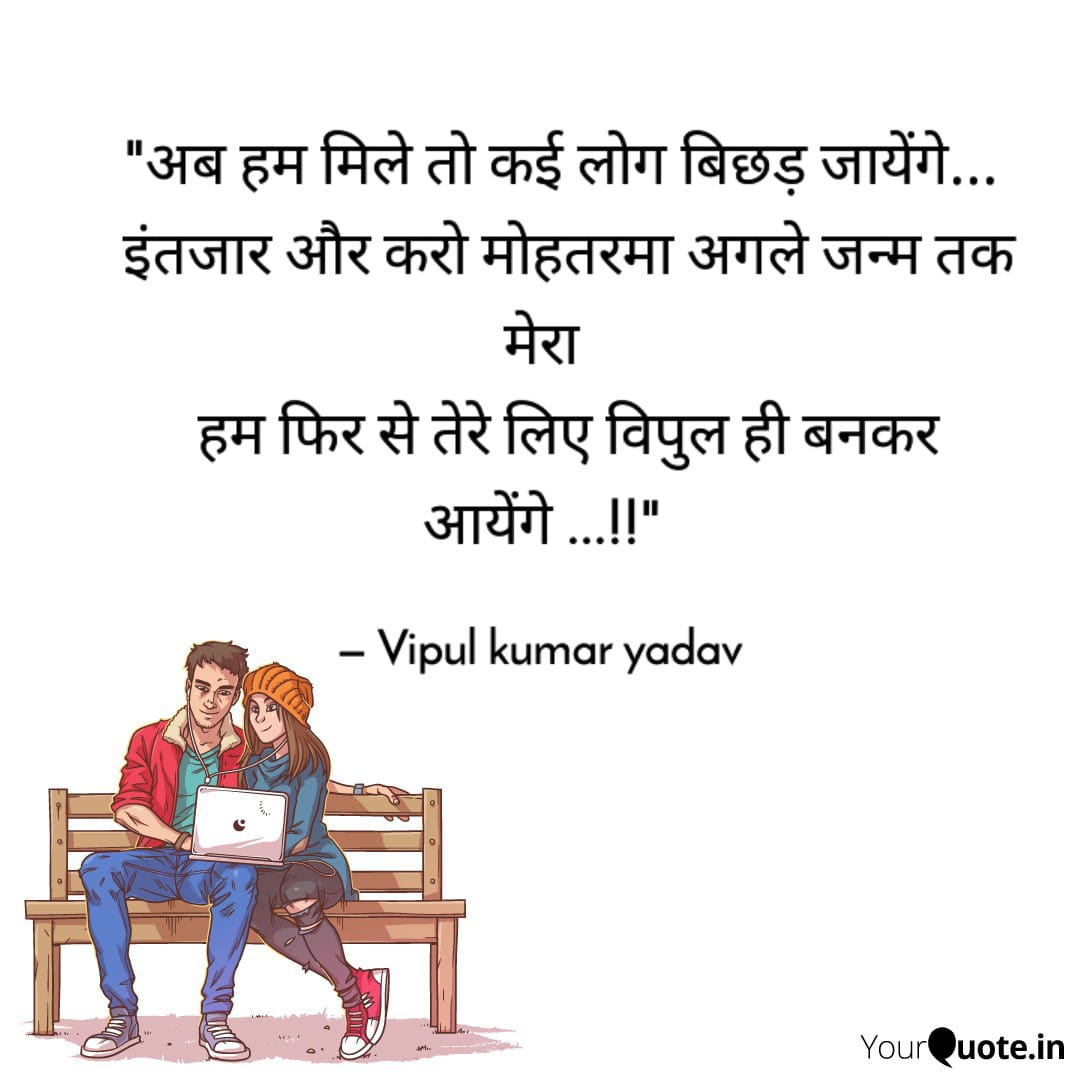 "अब हम मिले तो कई लोग बिछड़ जायेंगे...
इंतजार और करो मोहतरमा अगले जन्म तक
मेरा
हम फिर से तेरे लिए विपुल ही बनकर
आयेंगे ...!!"
– Vipul kumar yadav
YourQuote.in